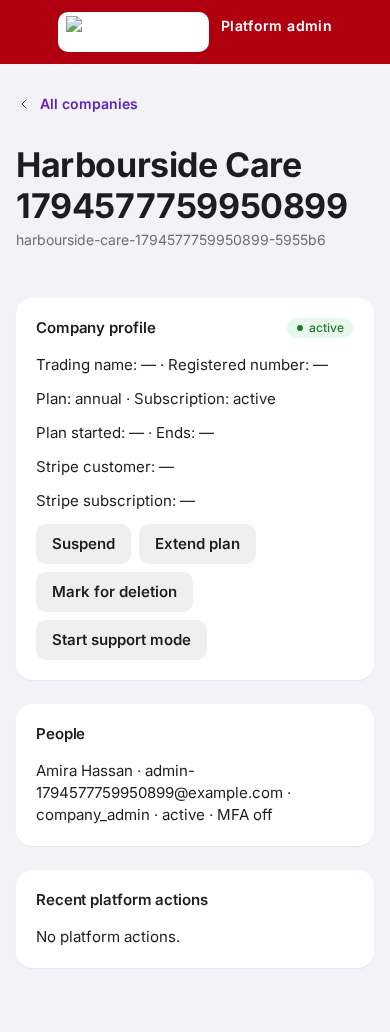 Platform admin
All companies
Harbourside Care
1794577759950899
harbourside-care-1794577759950899-5955b6
Company profile
active
Trading name: — · Registered number: —
Plan: annual · Subscription: active
Plan started: — · Ends: —
Stripe customer: —
Stripe subscription: —
Suspend
Extend plan
Mark for deletion
Start support mode
People
Amira Hassan · admin-
1794577759950899@example.com ·
company_admin · active · MFA off
Recent platform actions
No platform actions.